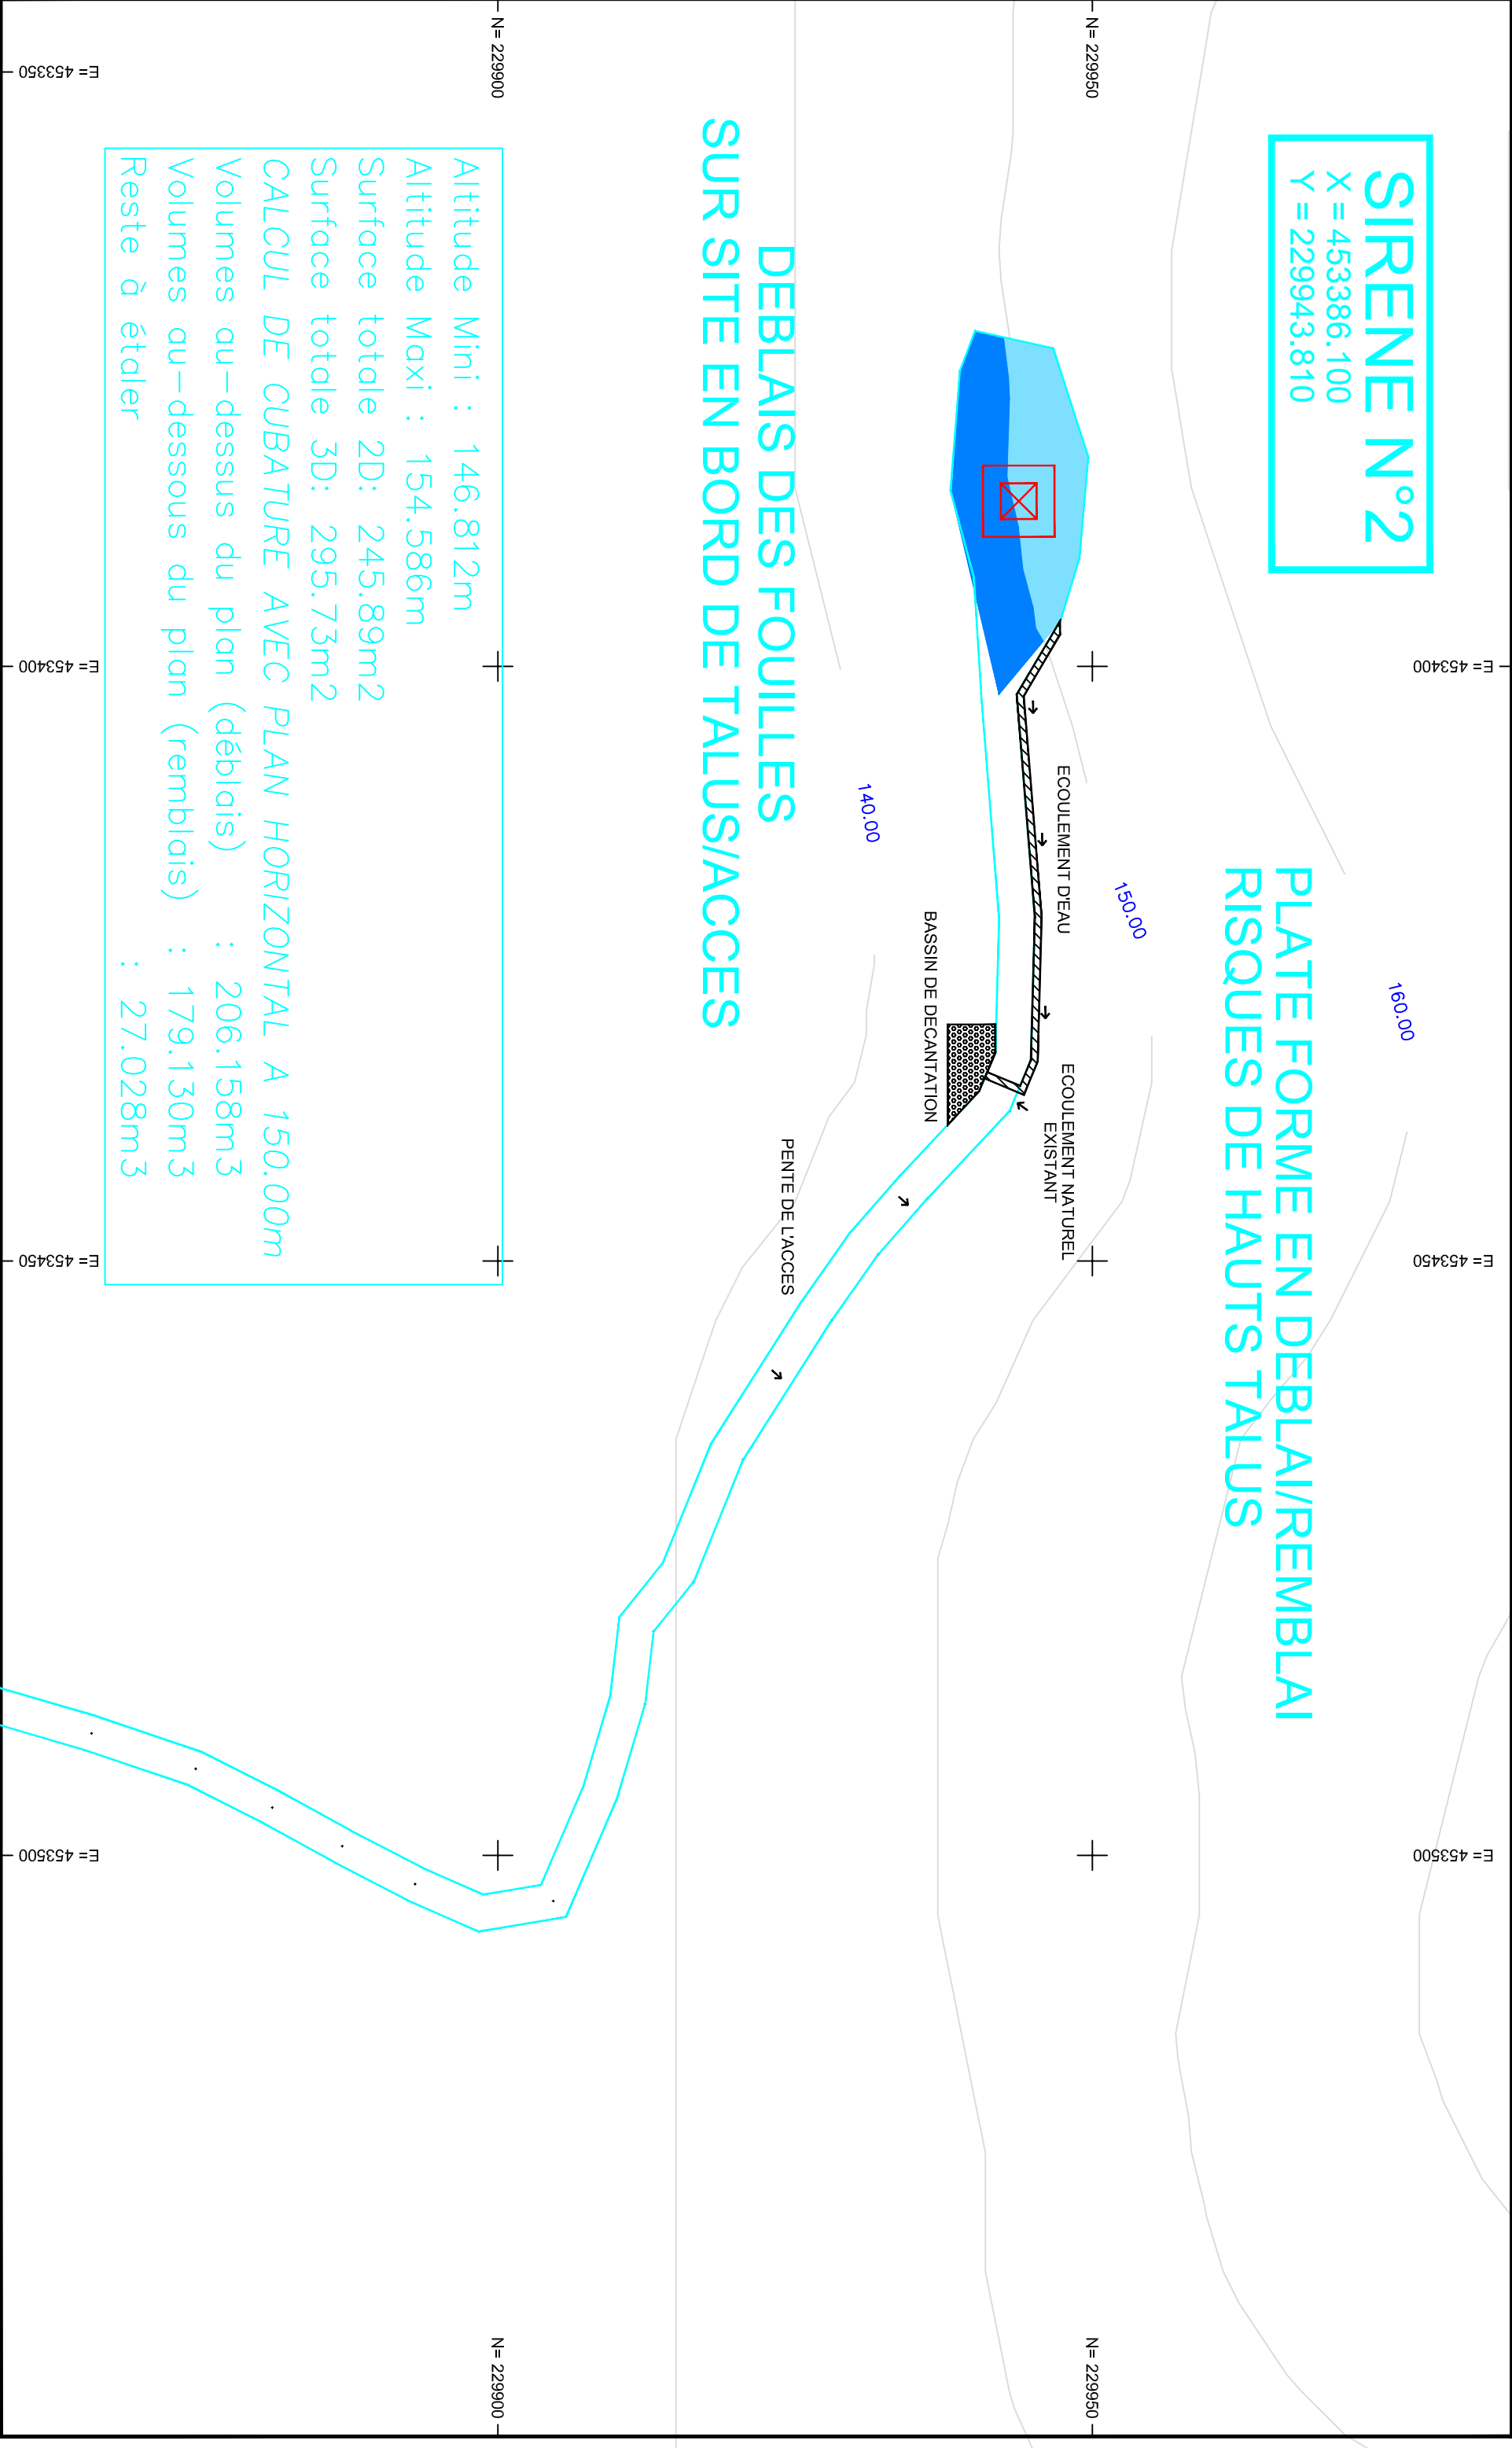 SIRENE N°2
X = 453386.100
Y = 229943.810
PLATE FORME EN DEBLAI/REMBLAI
RISQUES DE HAUTS TALUS
160.00
150.00
140.00
ECOULEMENT D'EAU
ECOULEMENT NATUREL
EXISTANT
BASSIN DE DECANTATION
PENTE DE L'ACCES
DEBLAIS DES FOUILLES
SUR SITE EN BORD DE TALUS/ACCES
Altitude Mini : 146.812m
Altitude Maxi : 154.586m
Surface totale 2D: 245.89m2
Surface totale 3D: 295.73m2
CALCUL DE CUBATURE AVEC PLAN HORIZONTAL A 150.00m
Volumes au-dessus du plan (déblais) : 206.158m3
Volumes au-dessous du plan (remblais) : 179.130m3
Reste à étaler : 27.028m3
N= 229950
N= 229950
N= 229900
N= 229900
E= 453400
E= 453450
E= 453500
E= 453350
E= 453400
E= 453450
E= 453500